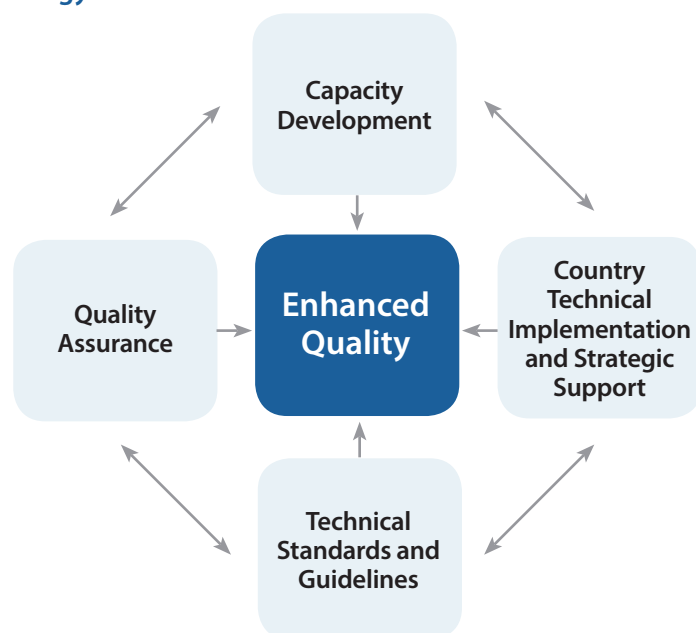 Capacity
Development
Quality
Assurance
Enhanced
Quality
Country
Technical
Implementation
and Strategic
Support
Technical
Standards and
Guidelines